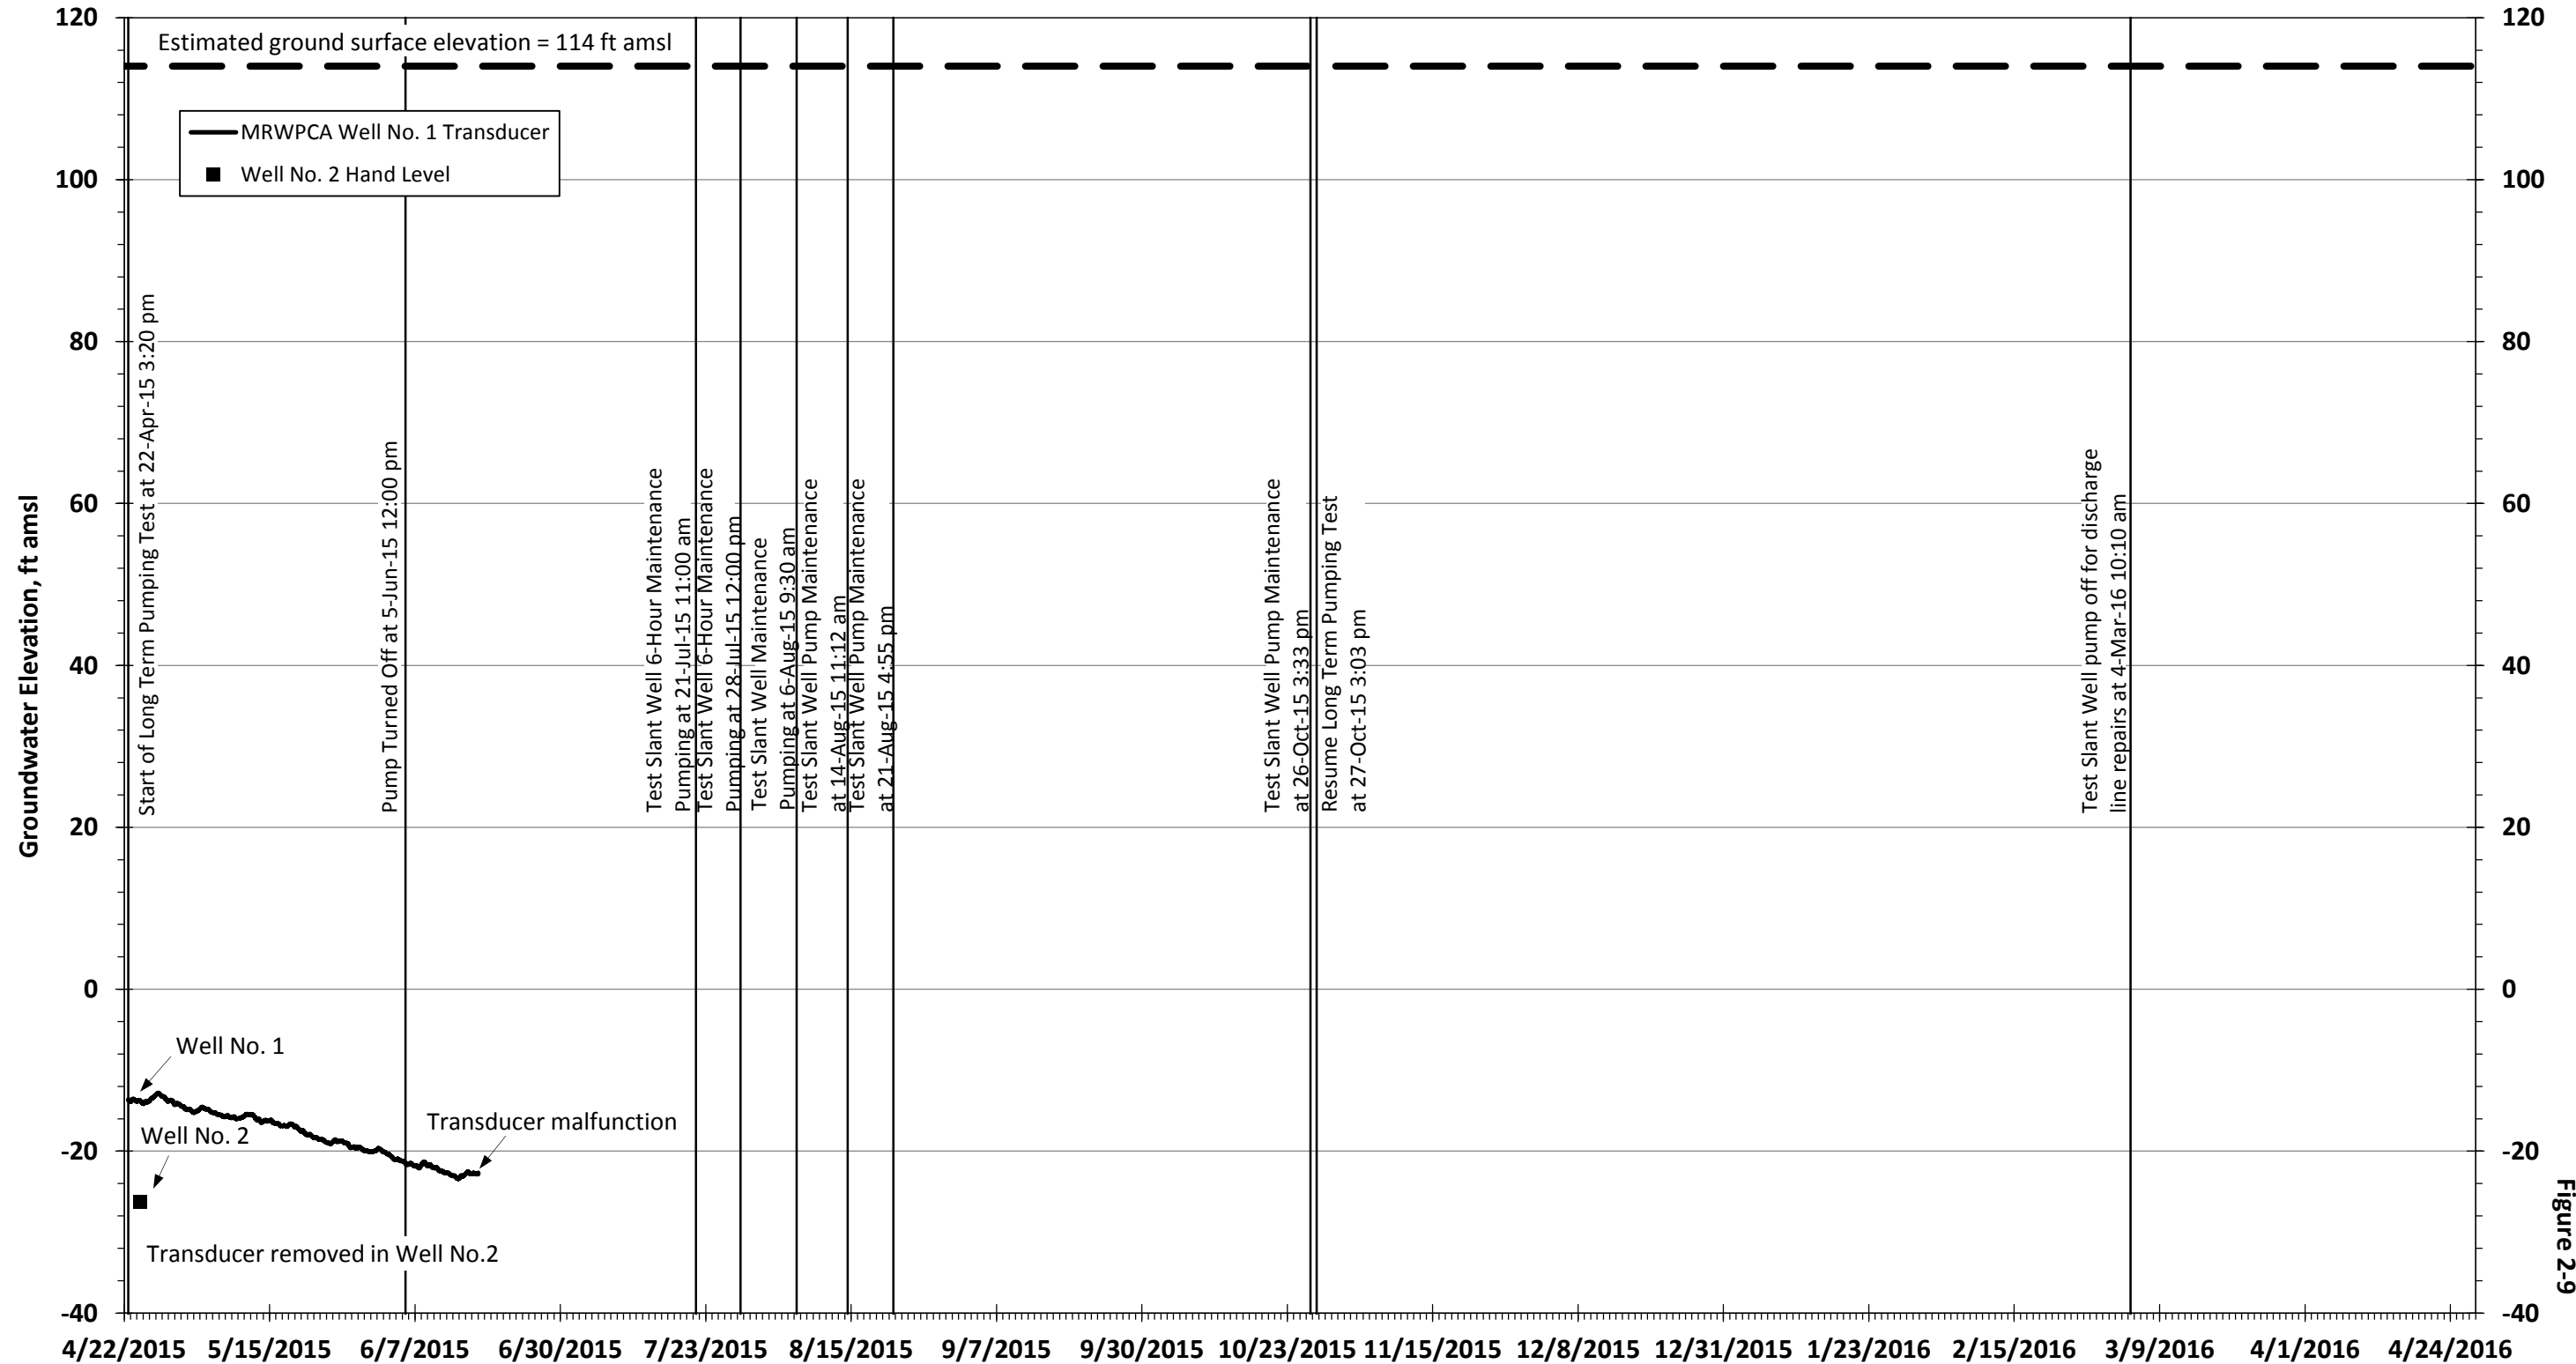 120
100
80
60
40
20
0
-20
-40
Groundwater Elevation, ft amsl
Estimated ground surface elevation = 114 ft amsl
MRWPCA Well No. 1 Transducer
Well No. 2 Hand Level
Start of Long Term Pumping Test at 22-Apr-15 3:20 pm
Pump Turned Off at 5-Jun-15 12:00 pm
Test Slant Well 6-Hour Maintenance
Pumping at 21-Jul-15 11:00 am
Test Slant Well 6-Hour Maintenance
Pumping at 28-Jul-15 12:00 pm
Test Slant Well Maintenance
Pumping at 6-Aug-15 9:30 am
Test Slant Well Pump Maintenance
at 14-Aug-15 11:12 am
Test Slant Well Pump Maintenance
at 21-Aug-15 4:55 pm
Test Slant Well Pump Maintenance
at 26-Oct-15 3:33 pm
Resume Long Term Pumping Test
at 27-Oct-15 3:03 pm
Test Slant Well pump off for discharge
line repairs at 4-Mar-16 10:10 am
Well No. 1
Well No. 2
Transducer malfunction
Transducer removed in Well No.2
120
100
80
60
40
20
0
-20
-40
4/22/2015 5/15/2015 6/7/2015 6/30/2015 7/23/2015 8/15/2015 9/7/2015 9/30/2015 10/23/2015 11/15/2015 12/8/2015 12/31/2015 1/23/2016 2/15/2016 3/9/2016 4/1/2016 4/24/2016
Figure 2-9